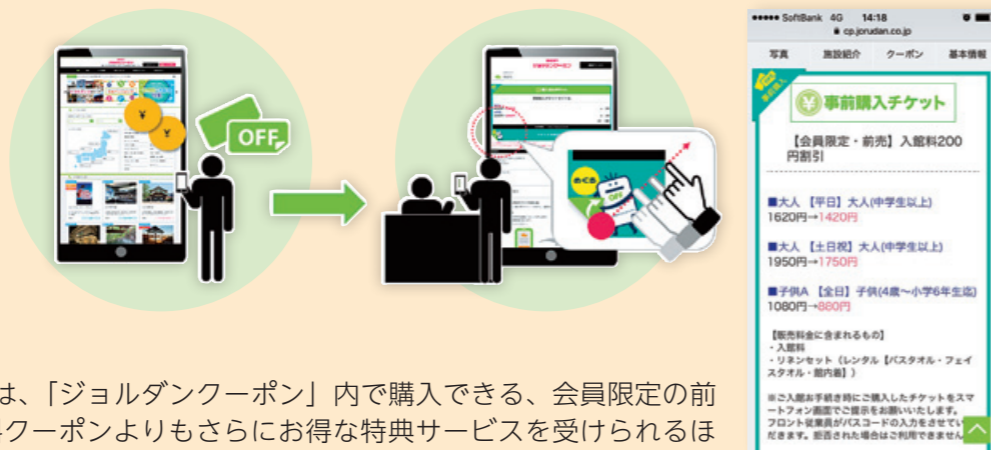 OFF
めくる
ON
は、「ジョルダンクーポン」内で購入できる、会員限定の前
クーポンよりもさらにお得な特典サービスを受けられるほ
SoftBank 4G 14:18
cp.jorudan.co.jp
写真 施設紹介 クーポン 基本情報
事前購入
事前購入チケット
【会員限定・前売】入館料200
円割引
■大人 【平日】大人(中学生以上)
1620円→1420円
■大人 【土日祝】大人(中学生以上)
1950円→1750円
■子供A 【全日】子供(4歳〜小学6年生迄)
1080円→880円
【販売料金に含まれるもの】
・入館料
・リネンセット（レンタル【バスタオル・フェイ
スタオル・館内着】）
※ご入館お手続き時にご購入したチケットをスマ
ートフォン画面でご提示をお願いいたします。
フロント従業員がパスコードの入力をさせてい
だきます。拒否された場合はご利用できません